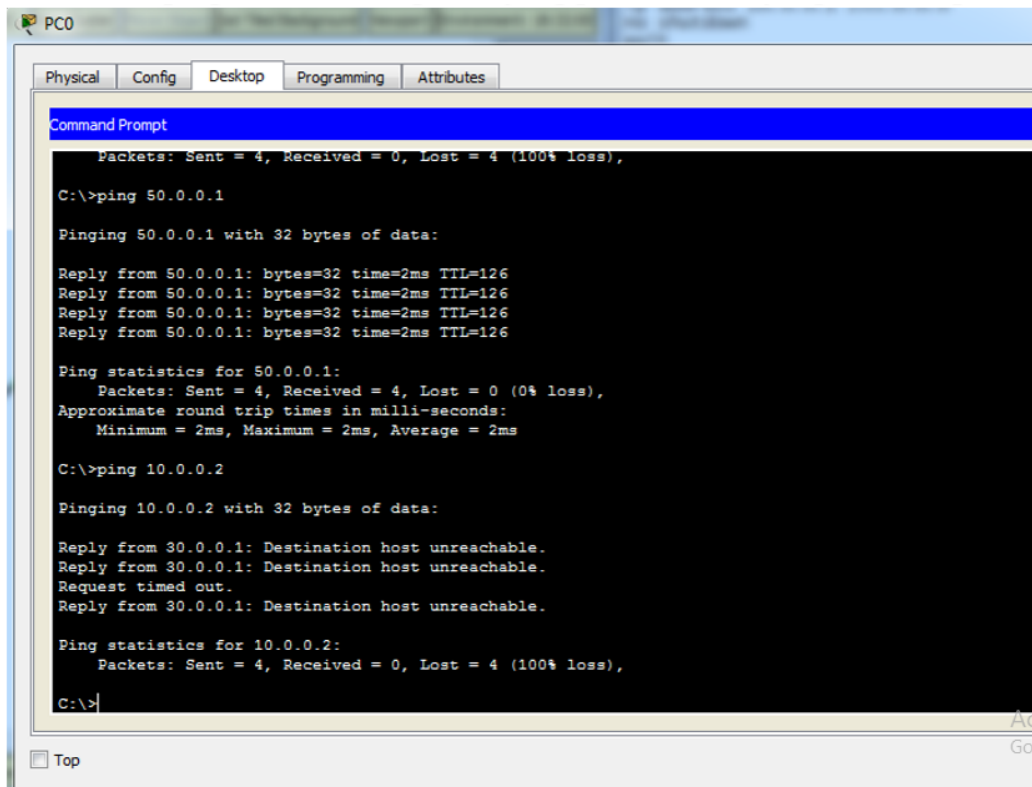 PC0
Physical Config Desktop Programming Attributes
Command Prompt
Packets: Sent = 4, Received = 0, Lost = 4 (100% loss),
C:\>ping 50.0.0.1
Pinging 50.0.0.1 with 32 bytes of data:
Reply from 50.0.0.1: bytes=32 time=2ms TTL=126
Reply from 50.0.0.1: bytes=32 time=2ms TTL=126
Reply from 50.0.0.1: bytes=32 time=2ms TTL=126
Reply from 50.0.0.1: bytes=32 time=2ms TTL=126
Ping statistics for 50.0.0.1:
Packets: Sent = 4, Received = 4, Lost = 0 (0% loss),
Approximate round trip times in milli-seconds:
Minimum = 2ms, Maximum = 2ms, Average = 2ms
C:\>ping 10.0.0.2
Pinging 10.0.0.2 with 32 bytes of data:
Reply from 30.0.0.1: Destination host unreachable.
Reply from 30.0.0.1: Destination host unreachable.
Request timed out.
Reply from 30.0.0.1: Destination host unreachable.
Ping statistics for 10.0.0.2:
Packets: Sent = 4, Received = 0, Lost = 4 (100% loss),
C:\>
Top